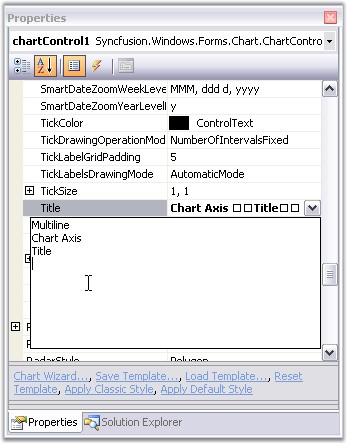 Properties
chartControl1 Syncfusion.Windows.Forms.Chart.ChartContro
SmartDateZoomWeekLeve MMM, ddd d, yyyy
SmartDateZoomYearLevell y
TickColor ControlText
TickDrawingOperationMod NumberOfIntervalsFixed
TickLabelGridPadding 5
TickLabelsDrawingMode AutomaticMode
TickSize 1, 1
Title Chart Axis □□Title□□
Multiline
Chart Axis
Title
RadarStyle Polygon
Chart Wizard..., Save Template..., Load Template..., Reset
Template, Apply Classic Style, Apply Default Style
Properties Solution Explorer